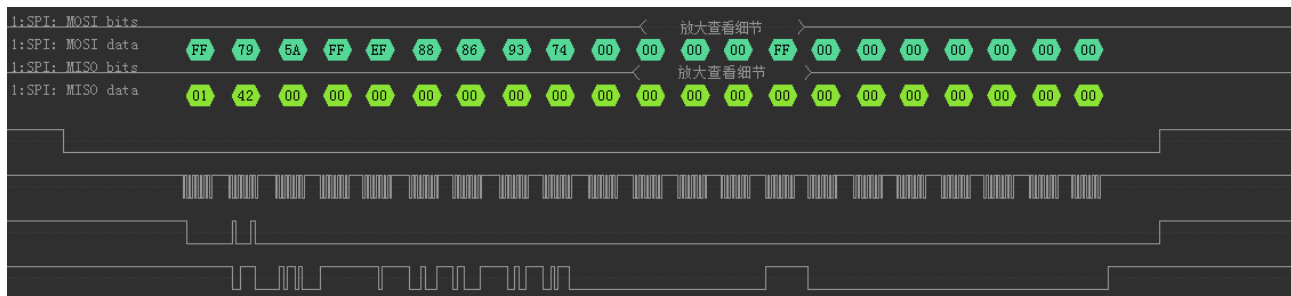 1:SPI: MOSI bits 放大查看细节
1:SPI: MOSI data FF 79 5A FF EF 88 86 93 74 00 00 00 00 FF 00 00 00 00 00 00 00
1:SPI: MISO bits 放大查看细节
1:SPI: MISO data 01 42 00 00 00 00 00 00 00 00 00 00 00 00 00 00 00 00 00 00 00